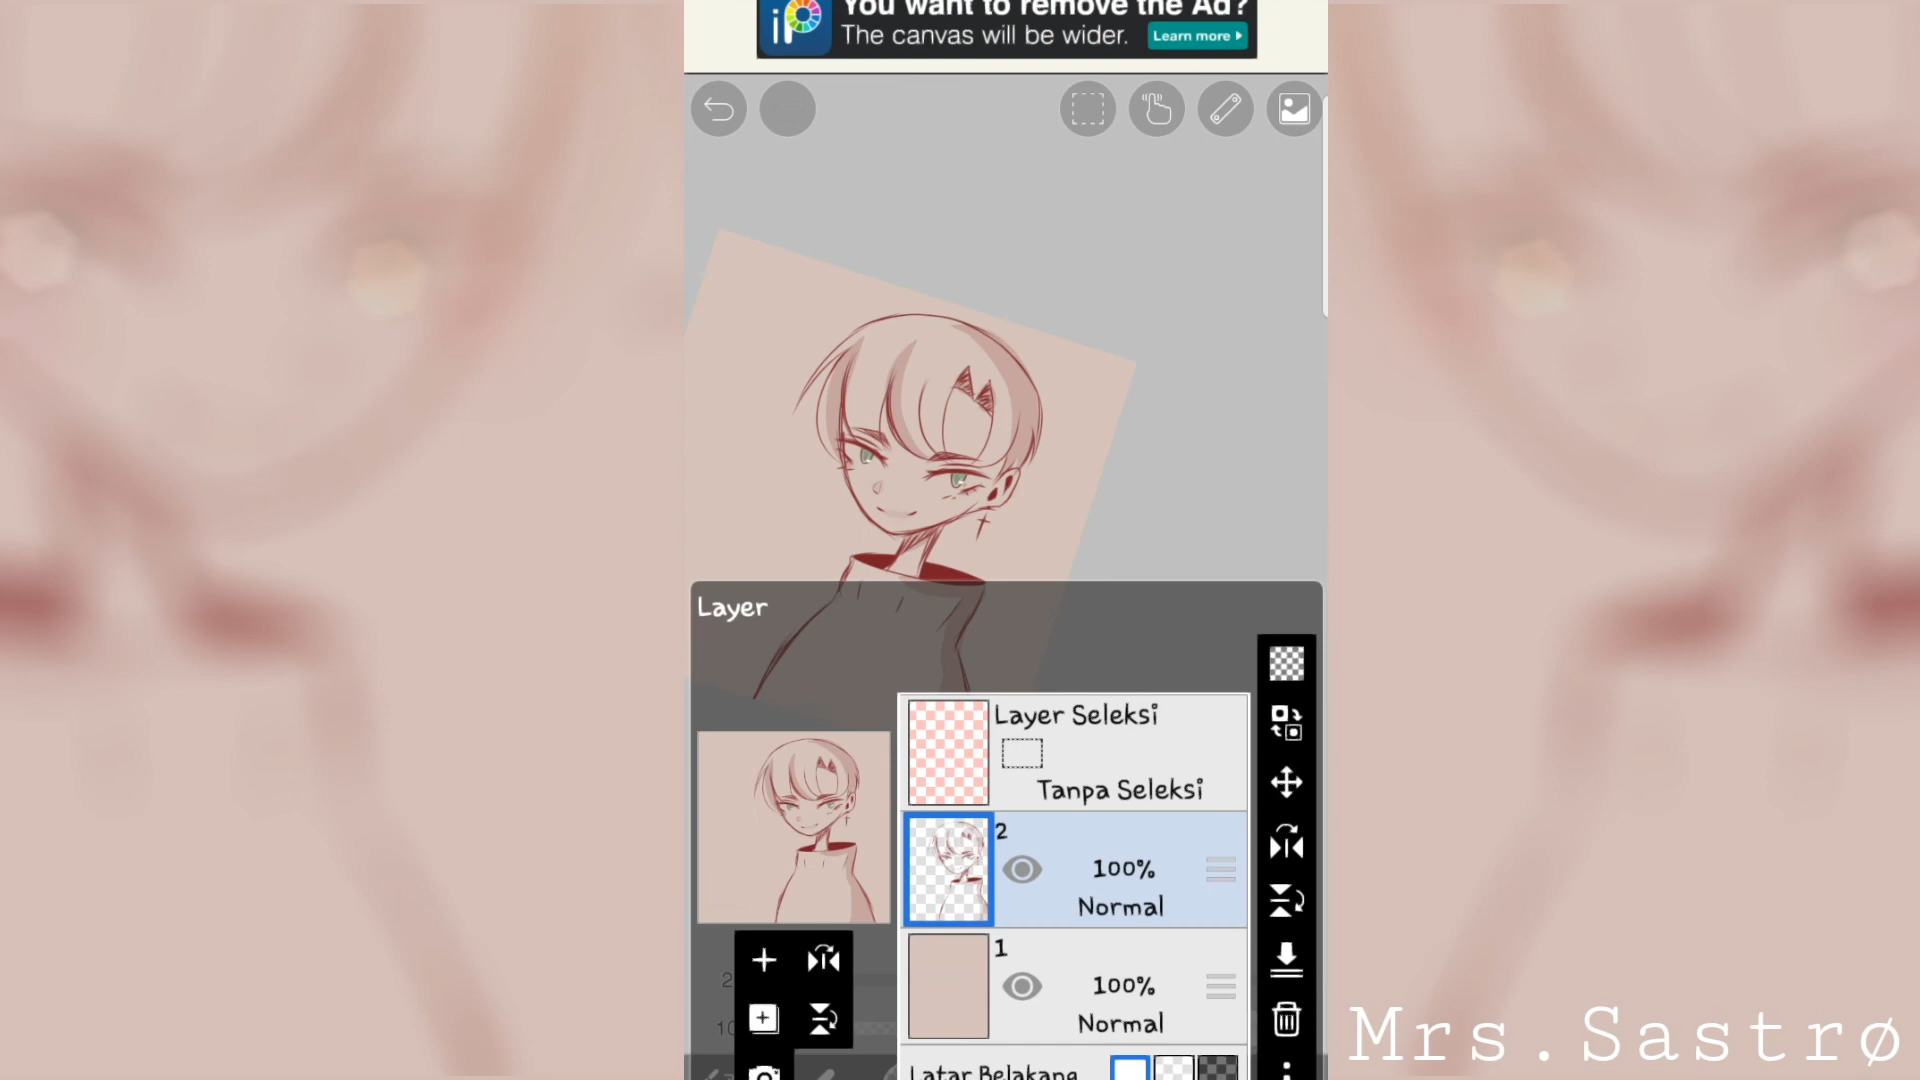 You want to remove the Ad?
The canvas will be wider.
Learn more
iP
Layer
Layer Seleksi
Tanpa Seleksi
2
100%
Normal
1
100%
Normal
Latar Belakang
Mrs.Sastrø